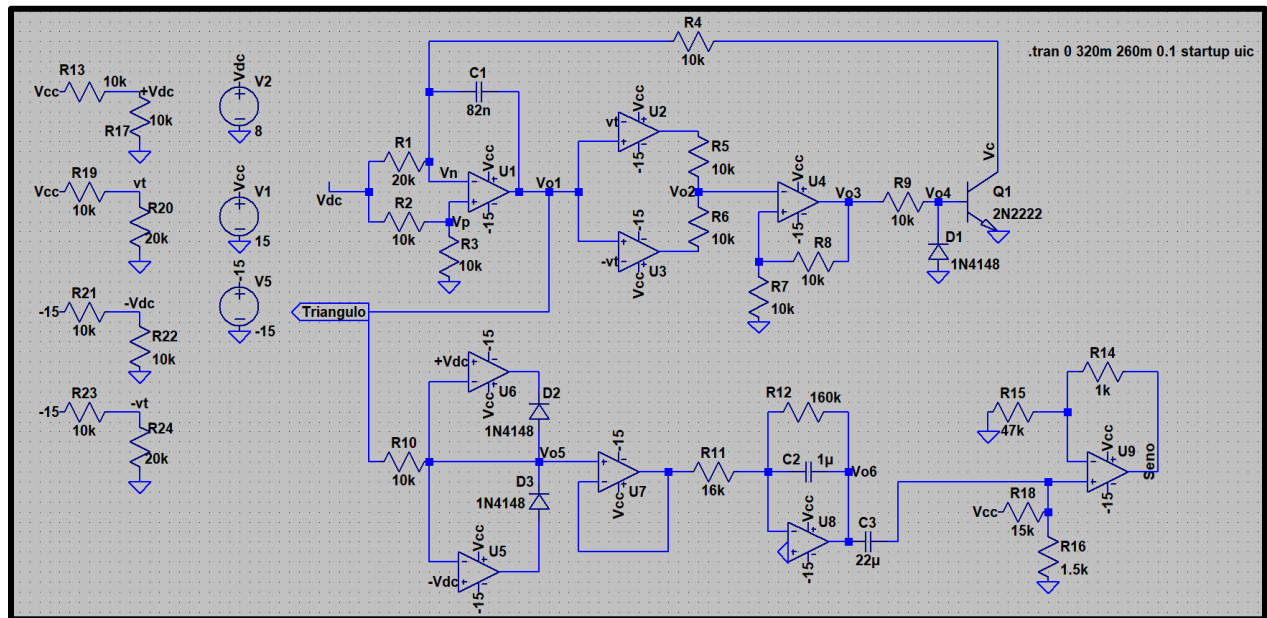 R4
10k
.tran 0 320m 260m 0.1 startup uic
R13
10k
Vcc
+Vdc
R17
10k
Vdc
V2
8
C1
82n
R1
20k
Vn
Vcc
U1
-15
R2
10k
Vp
R3
10k
Vdc
Vo1
vt
Vcc
U2
-15
R5
10k
Vo2
R6
10k
-15
-vt
Vcc
U3
Vcc
U4
-15
Vo3
R8
10k
R7
10k
R9
10k
Vo4
D1
1N4148
Vc
Q1
2N2222
R19
Vcc
10k
vt
R20
20k
Vcc
V1
15
R21
-15
10k
-Vdc
R22
10k
-15
V5
-15
R23
-15
10k
-vt
R24
20k
Triangulo
+Vdc
-15
U6
Vcc
D2
1N4148
R10
10k
Vo5
D3
1N4148
Vcc
U5
-Vdc
-15
-15
U7
Vcc
R11
16k
R12
160k
C2
1µ
Vo6
Vcc
U8
-15
C3
22µ
R14
1k
R15
47k
Vcc
U9
-15
Seno
R18
Vcc
15k
R16
1.5k